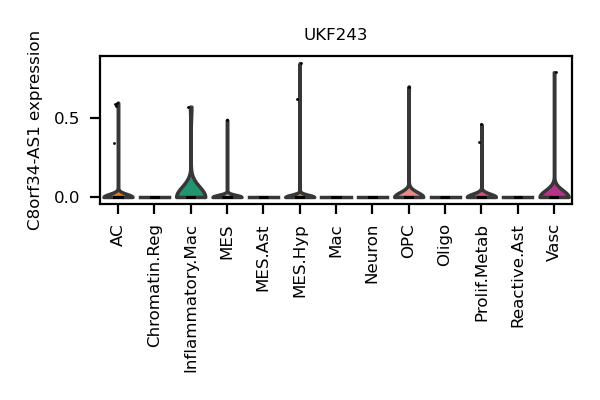 UKF243
C8orf34-AS1 expression
0.5
0.0
AC
Chromatin.Reg
Inflammatory.Mac
MES
MES.Ast
MES.Hyp
Mac
Neuron
OPC
Oligo
Prolif.Metab
Reactive.Ast
Vasc